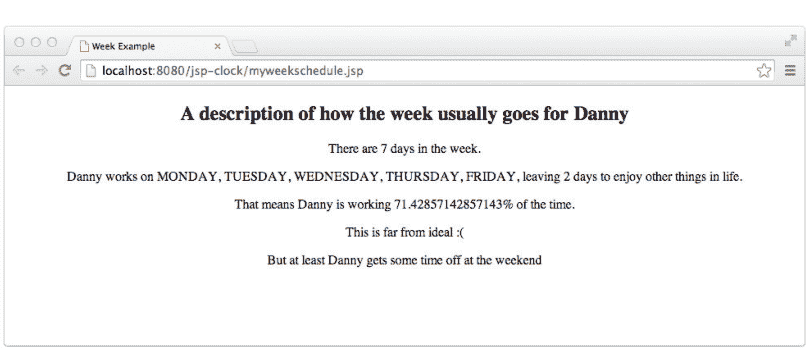 Week Example
localhost:8080/jsp-clock/myweekschedule.jsp
A description of how the week usually goes for Danny
There are 7 days in the week.
Danny works on MONDAY, TUESDAY, WEDNESDAY, THURSDAY, FRIDAY, leaving 2 days to enjoy other things in life.
That means Danny is working 71.42857142857143% of the time.
This is far from ideal :(
But at least Danny gets some time off at the weekend